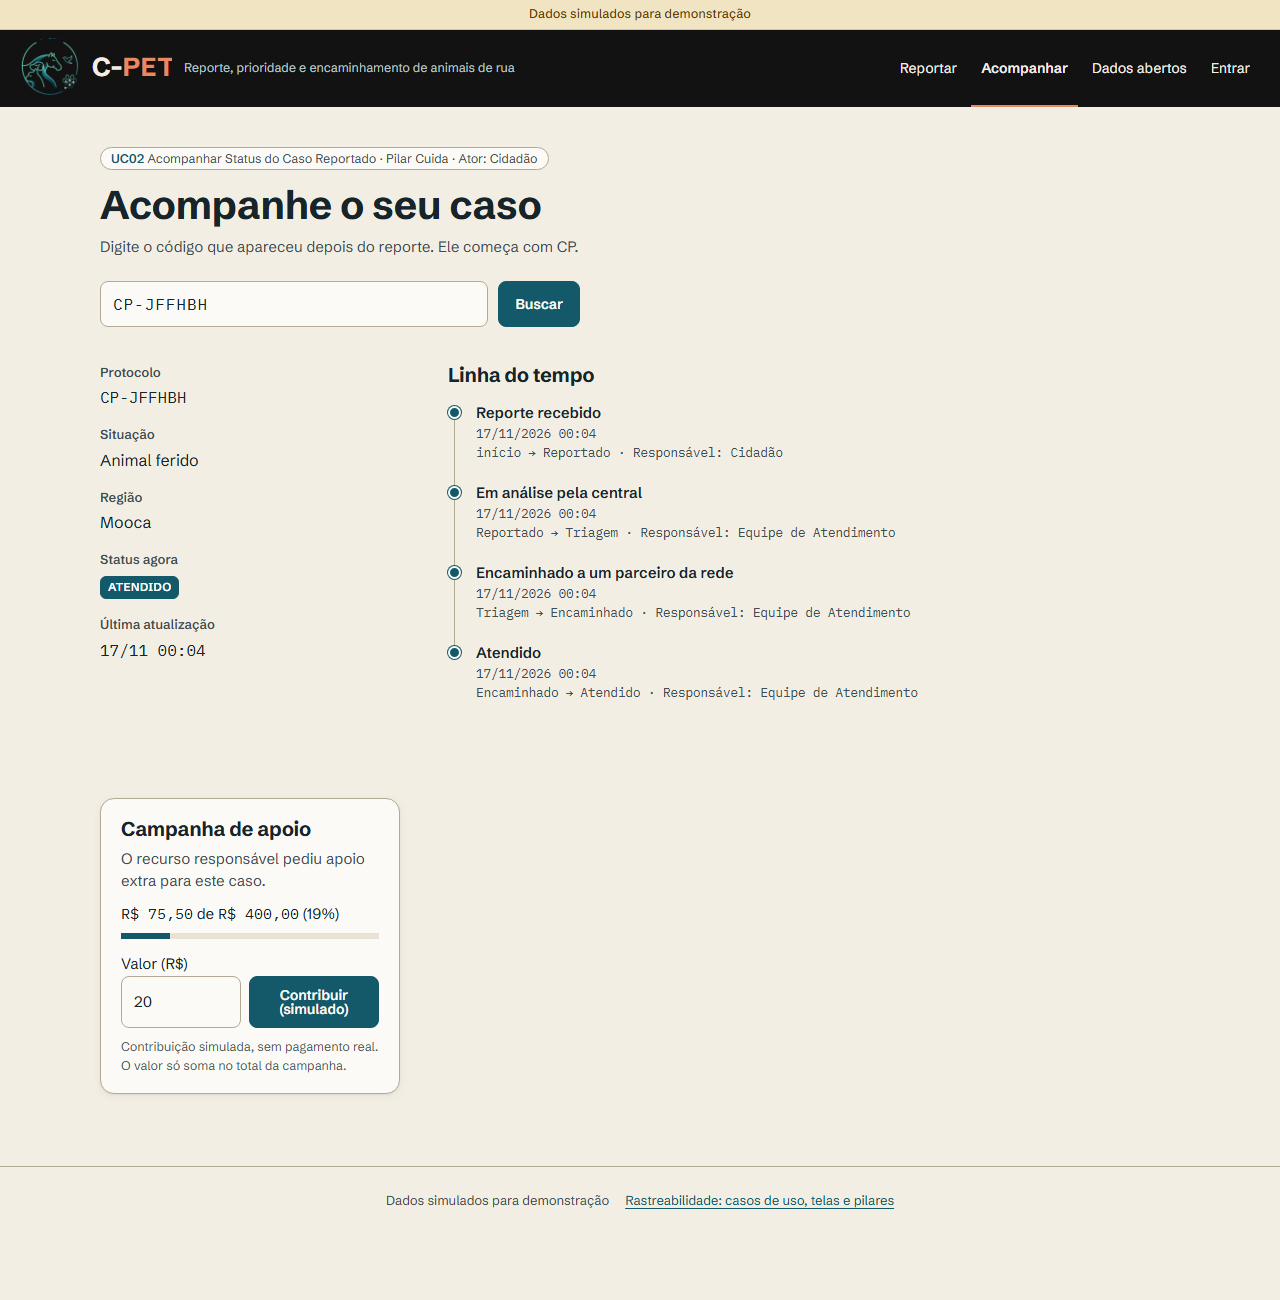 Dados simulados para demonstração
C-PET Reporte, prioridade e encaminhamento de animais de rua
Reportar Acompanhar Dados abertos Entrar
UC02 Acompanhar Status do Caso Reportado · Pilar Cuida · Ator: Cidadão
Acompanhe o seu caso
Digite o código que apareceu depois do reporte. Ele começa com CP.
CP-JFFHBH
Buscar
Protocolo
CP-JFFHBH
Situação
Animal ferido
Região
Mooca
Status agora
ATENDIDO
Última atualização
17/11 00:04
Linha do tempo
Reporte recebido
17/11/2026 00:04
início → Reportado · Responsável: Cidadão
Em análise pela central
17/11/2026 00:04
Reportado → Triagem · Responsável: Equipe de Atendimento
Encaminhado a um parceiro da rede
17/11/2026 00:04
Triagem → Encaminhado · Responsável: Equipe de Atendimento
Atendido
17/11/2026 00:04
Encaminhado → Atendido · Responsável: Equipe de Atendimento
Campanha de apoio
O recurso responsável pediu apoio
extra para este caso.
R$ 75,50 de R$ 400,00 (19%)
Valor (R$)
20
Contribuir
(simulado)
Contribuição simulada, sem pagamento real.
O valor só soma no total da campanha.
Dados simulados para demonstração
Rastreabilidade: casos de uso, telas e pilares